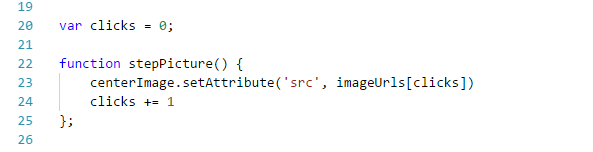 19
20 var clicks = 0;
21
22 function stepPicture() {
23 centerImage.setAttribute('src', imageUrls[clicks])
24 clicks += 1
25 };
26